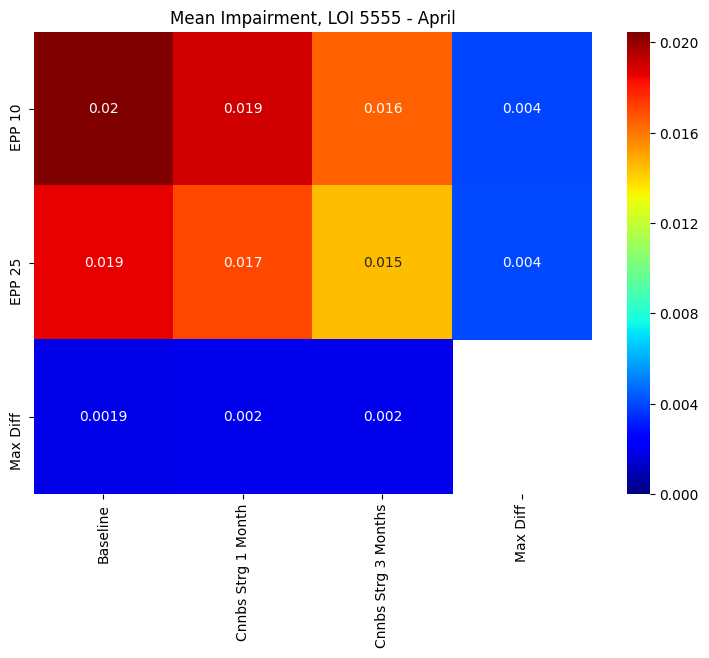 Mean Impairment, LOI 5555 - April
EPP 10
0.02
0.019
0.016
0.004
EPP 25
0.019
0.017
0.015
0.004
Max Diff
0.0019
0.002
0.002
Baseline
Cnnbs Strg 1 Month
Cnnbs Strg 3 Months
Max Diff
0.020
0.016
0.012
0.008
0.004
0.000